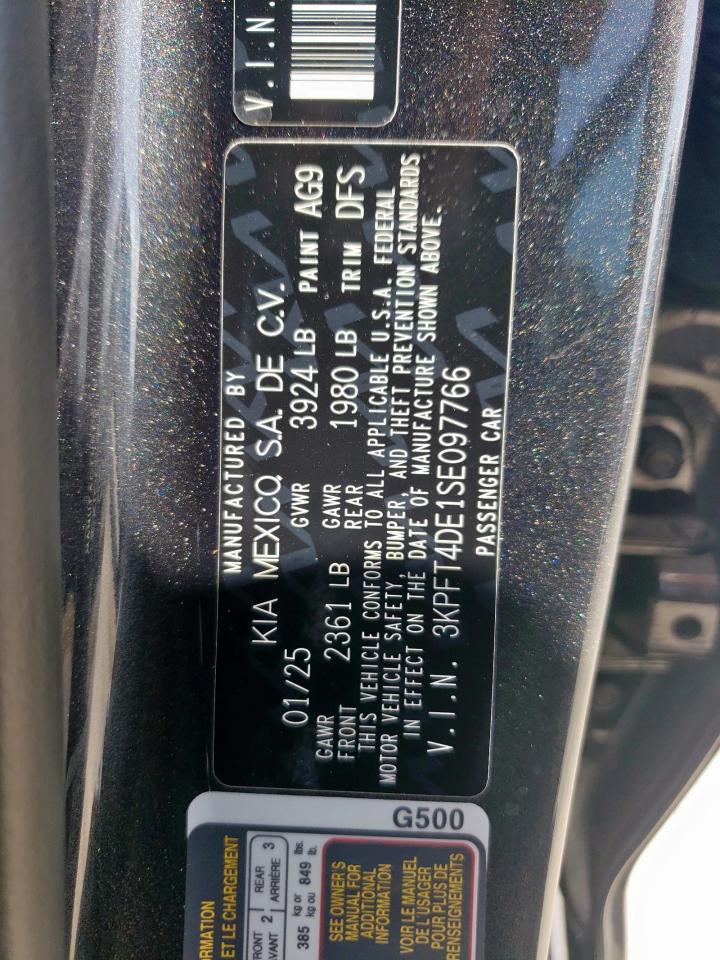 V.I.N.
MANUFACTURED BY
KIA MEXICO S.A. DE C.V.
01/25 GVWR 3924 LB PAINT AG9
GAWR FRONT 2361 LB GAWR REAR 1980 LB TRIM DFS
THIS VEHICLE CONFORMS TO ALL APPLICABLE U.S.A. FEDERAL
MOTOR VEHICLE SAFETY, BUMPER, AND THEFT PREVENTION STANDARDS
IN EFFECT ON THE DATE OF MANUFACTURE SHOWN ABOVE.
V.I.N. 3KPFT4DE1SE097766
PASSENGER CAR
ORMATION
ET LE CHARGEMENT
FRONT AVANT 2 REAR ARRIÈRE 3
385 kg or kg ou 849 lbs. lb.
SEE OWNER'S
MANUAL FOR
ADDITIONAL
INFORMATION
VOIR LE MANUEL
DE L'USAGER
POUR PLUS DE
RENSEIGNEMENTS
G500